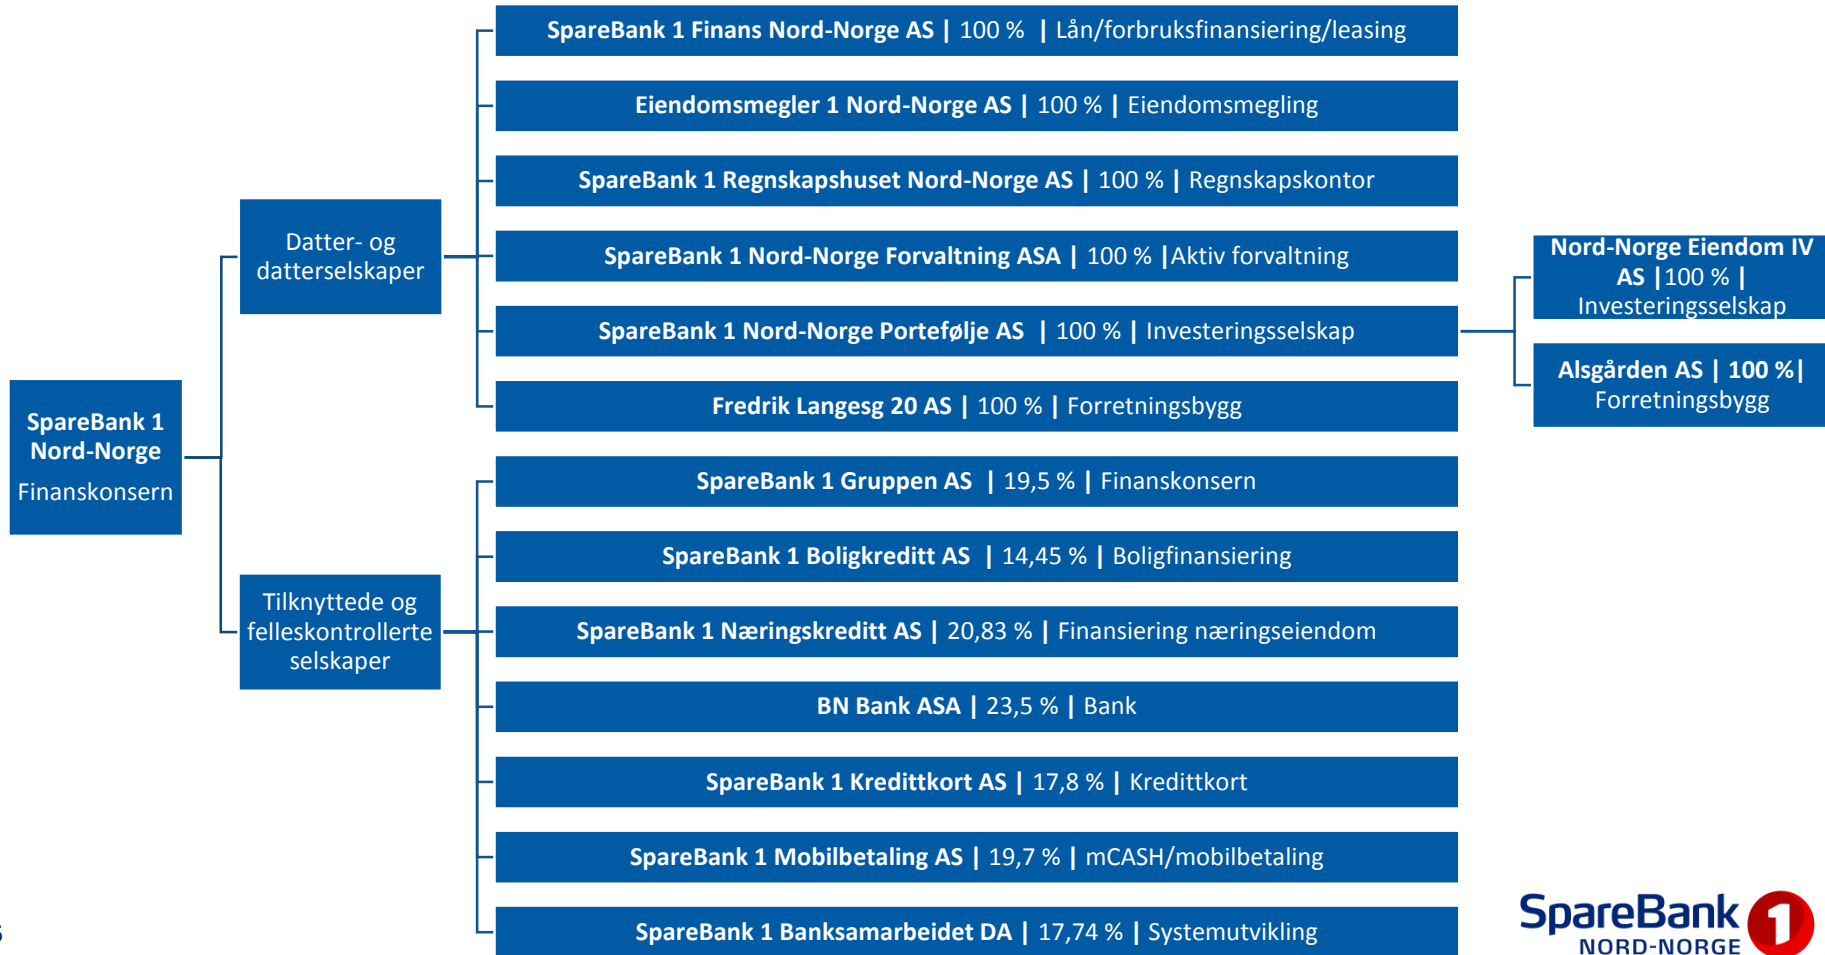 SpareBank 1
Nord-Norge
Finanskonsern
Datter- og
datterselskaper
SpareBank 1 Finans Nord-Norge AS | 100 % | Lån/forbruksfinansiering/leasing
Eiendomsmegler 1 Nord-Norge AS | 100 % | Eiendomsmegling
SpareBank 1 Regnskapshuset Nord-Norge AS | 100 % | Regnskapskontor
SpareBank 1 Nord-Norge Forvaltning ASA | 100 % |Aktiv forvaltning
SpareBank 1 Nord-Norge Portefølje AS | 100 % | Investeringsselskap
Nord-Norge Eiendom IV
AS |100 % |
Investeringsselskap
Alsgården AS | 100 %|
Forretningsbygg
Fredrik Langesg 20 AS | 100 % | Forretningsbygg
Tilknyttede og
felleskontrollerte
selskaper
SpareBank 1 Gruppen AS | 19,5 % | Finanskonsern
SpareBank 1 Boligkreditt AS | 14,45 % | Boligfinansiering
SpareBank 1 Næringskreditt AS | 20,83 % | Finansiering næringseiendom
BN Bank ASA | 23,5 % | Bank
SpareBank 1 Kredittkort AS | 17,8 % | Kredittkort
SpareBank 1 Mobilbetaling AS | 19,7 % | mCASH/mobilbetaling
SpareBank 1 Banksamarbeidet DA | 17,74 % | Systemutvikling
SpareBank 1
NORD-NORGE